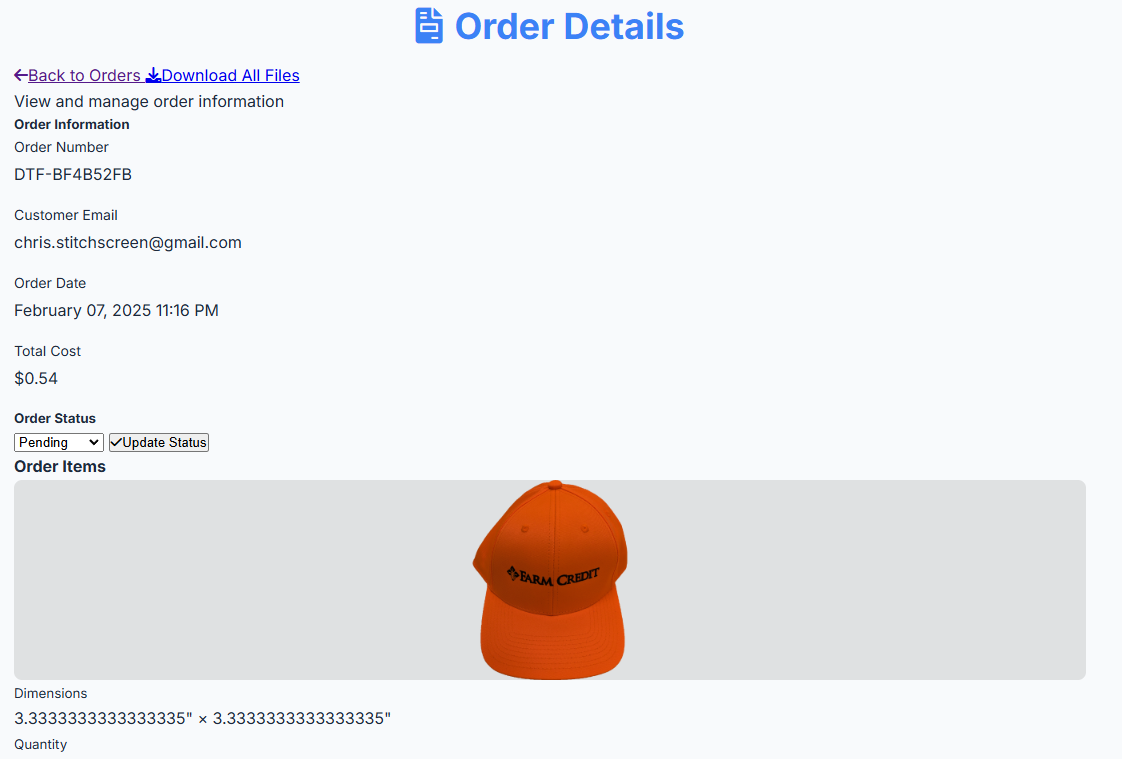 Order Details
Back to Orders Download All Files
View and manage order information
Order Information
Order Number
DTF-BF4B52FB
Customer Email
chris.stitchscreen@gmail.com
Order Date
February 07, 2025 11:16 PM
Total Cost
$0.54
Order Status
Pending Update Status
Order Items
FARM CREDIT
Dimensions
3.3333333333333335" × 3.3333333333333335"
Quantity